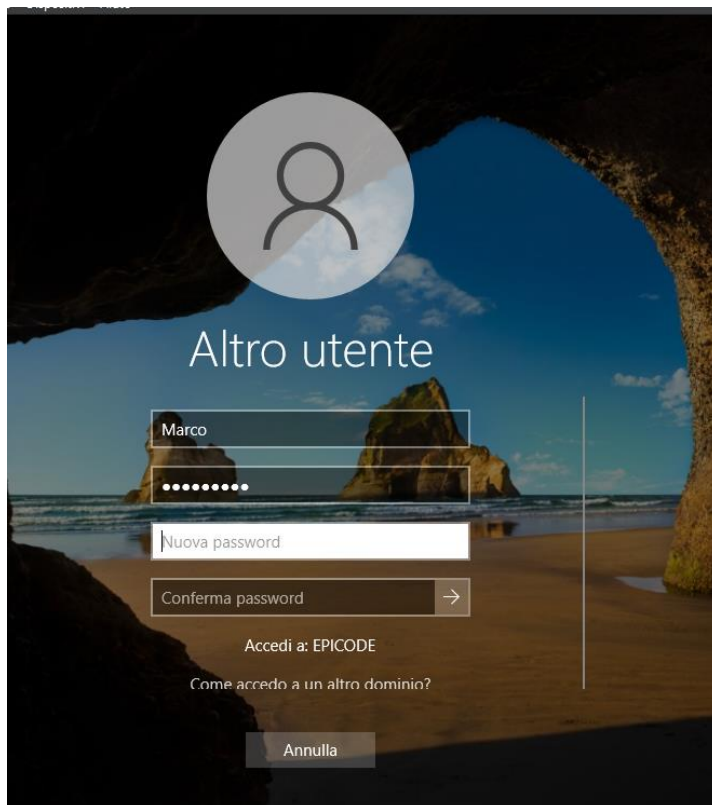 Altro utente
Marco
Nuova password
Conferma password
Accedi a: EPICODE
Come accedo a un altro dominio?
Annulla